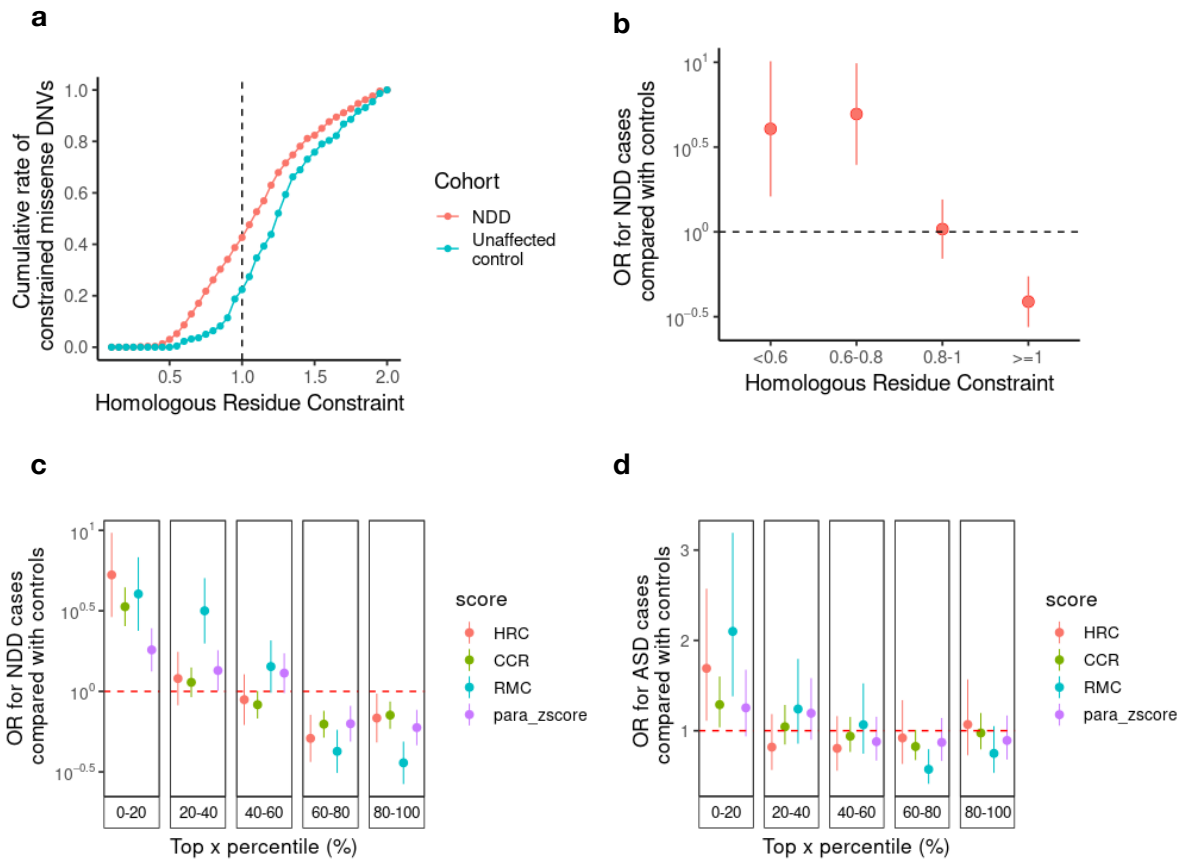 a
Cumulative rate of
constrained missense DNVs
1.0
0.8
0.6
0.4
0.2
0.0
0.5
1.0
1.5
2.0
Homologous Residue Constraint
Cohort
NDD
Unaffected
control
b
OR for NDD cases
compared with controls
10^1
10^0.5
10^0
10^−0.5
<0.6
0.6-0.8
0.8-1
>=1
Homologous Residue Constraint
c
OR for NDD cases
compared with controls
10^1
10^0.5
10^0
10^−0.5
0-20
20-40
40-60
60-80
80-100
Top x percentile (%)
score
HRC
CCR
RMC
para_zscore
d
OR for ASD cases
compared with controls
3
2
1
0-20
20-40
40-60
60-80
80-100
Top x percentile (%)
score
HRC
CCR
RMC
para_zscore